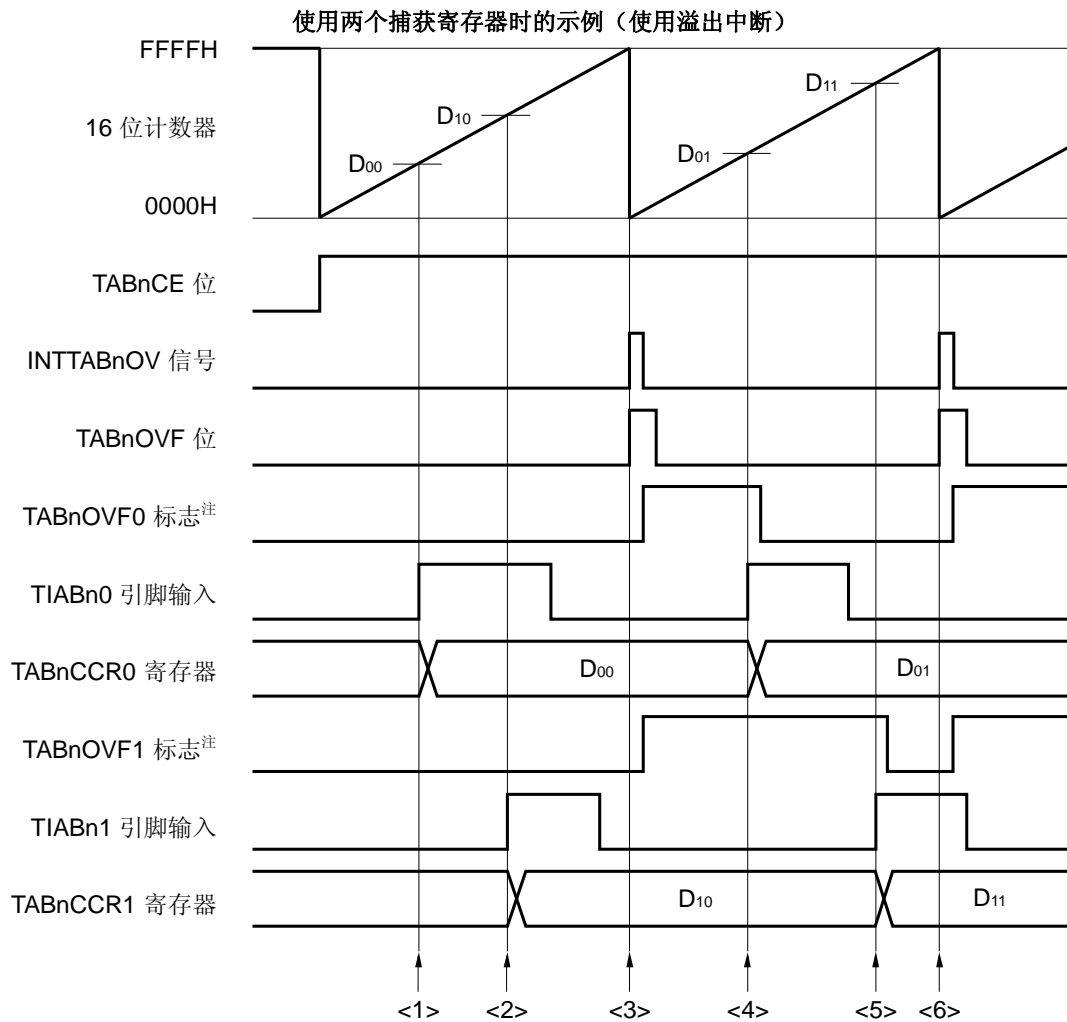 使用两个捕获寄存器时的示例（使用溢出中断）
FFFFH
D11
D10
16 位计数器
D00
D01
0000H
TABnCE 位
INTTABnOV 信号
TABnOVF 位
TABnOVF0 标志注
TIABn0 引脚输入
TABnCCR0 寄存器
D00
D01
TABnOVF1 标志注
TIABn1 引脚输入
TABnCCR1 寄存器
D10
D11
<1> <2> <3> <4> <5> <6>